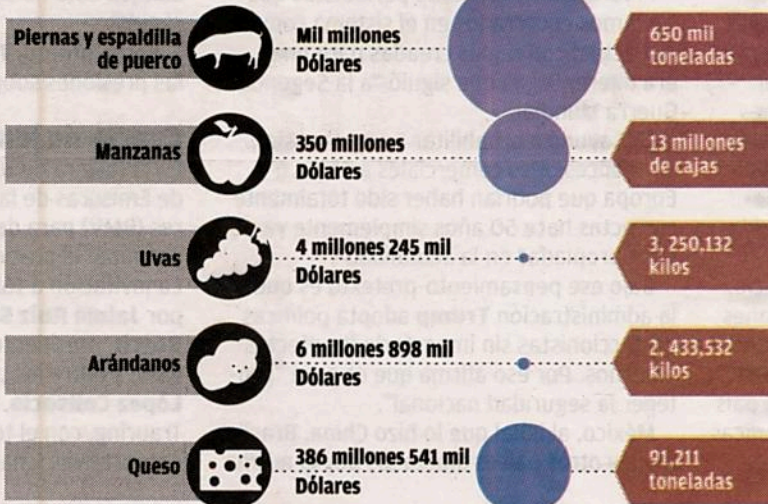 Piernas y espaldilla
de puerco
Mil millones
Dólares
650 mil
toneladas
Manzanas
350 millones
Dólares
13 millones
de cajas
Uvas
4 millones 245 mil
Dólares
3, 250,132
kilos
Arándanos
6 millones 898 mil
Dólares
2, 433,532
kilos
Queso
386 millones 541 mil
Dólares
91,211
toneladas